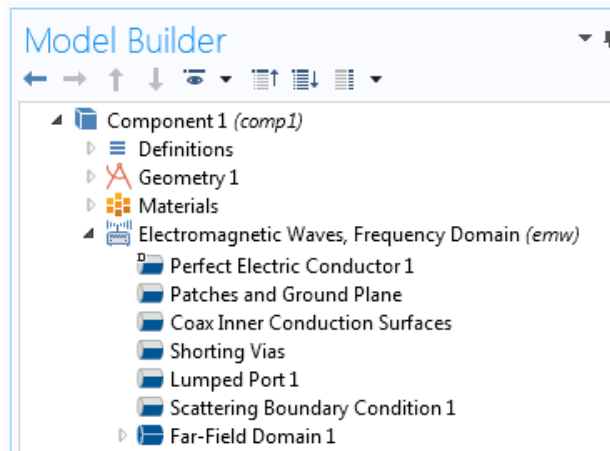 Model Builder
Component 1 (comp1)
Definitions
Geometry 1
Materials
Electromagnetic Waves, Frequency Domain (emw)
Perfect Electric Conductor 1
Patches and Ground Plane
Coax Inner Conduction Surfaces
Shorting Vias
Lumped Port 1
Scattering Boundary Condition 1
Far-Field Domain 1